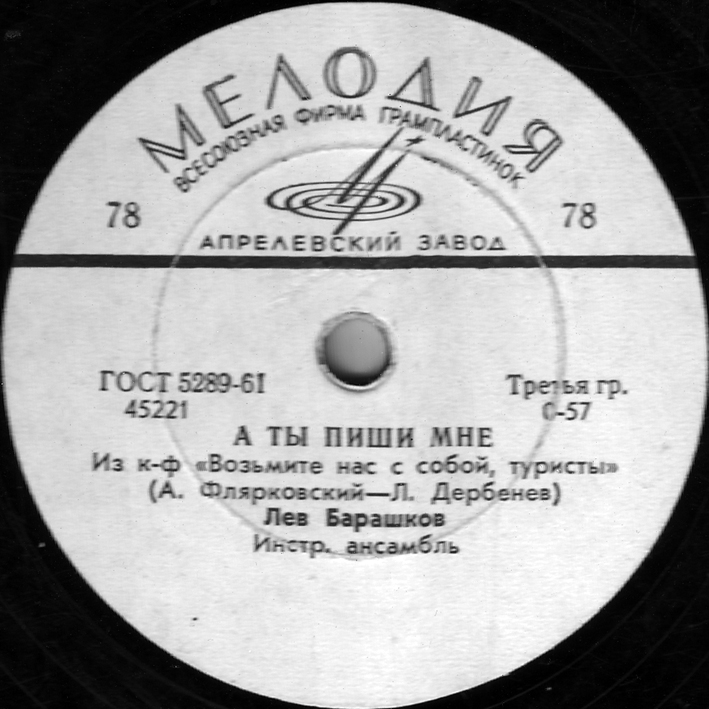 МЕЛОДИЯ
ВСЕСОЮЗНАЯ ФИРМА ГРАМПЛАСТИНОК
78 78
АПРЕЛЕВСКИЙ ЗАВОД
ГОСТ 5289-61 Третья гр.
45221 0-57
А ТЫ ПИШИ МНЕ
Из к-ф «Возьмите нас с собой, туристы»
(А. Флярковский—Л. Дербенев)
Лев Барашков
Инстр. ансамбль